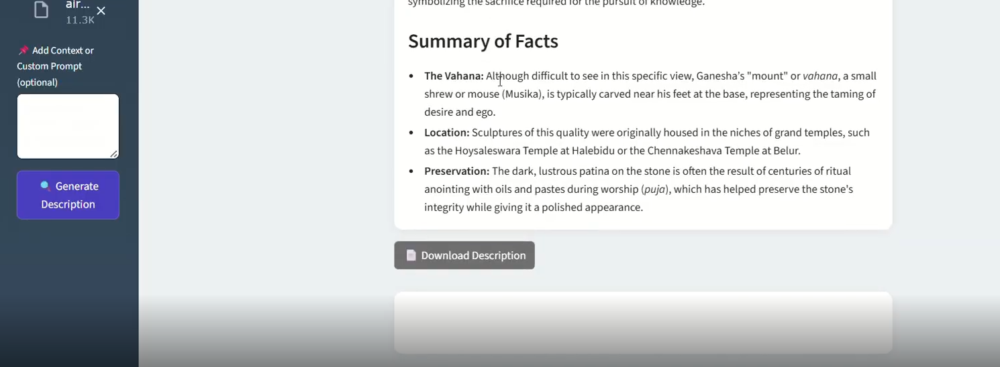 air...
11.3K
Add Context or
Custom Prompt
(optional)
Generate
Description
symbolizing the sacrifice required for the pursuit of knowledge.
Summary of Facts
The Vahana: Although difficult to see in this specific view, Ganesha’s "mount" or vahana, a small
shrew or mouse (Musika), is typically carved near his feet at the base, representing the taming of
desire and ego.
Location: Sculptures of this quality were originally housed in the niches of grand temples, such
as the Hoysaleswara Temple at Halebidu or the Chennakeshava Temple at Belur.
Preservation: The dark, lustrous patina on the stone is often the result of centuries of ritual
anointing with oils and pastes during worship (puja), which has helped preserve the stone's
integrity while giving it a polished appearance.
Download Description